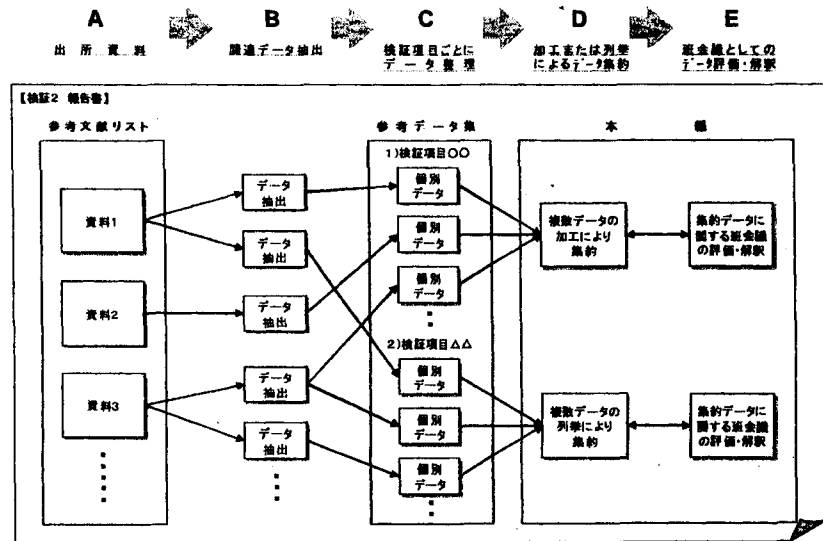 A
出所資料
B
関連データ抽出
C
検証項目ごとに
データ整理
D
加工または列挙
によるデータ集約
E
班会議としての
データ評価・解釈
【検証2 報告書】
参考文献リスト
資料1
資料2
資料3
データ
抽出
データ
抽出
データ
抽出
データ
抽出
データ
抽出
参考データ集
1)検証項目○○
個別
データ
個別
データ
個別
データ
2)検証項目△△
個別
データ
個別
データ
個別
データ
本編
複数データの
加工により
集約
集約データに
関する班会議
の評価・解釈
複数データの
列挙により
集約
集約データに
関する班会議
の評価・解釈